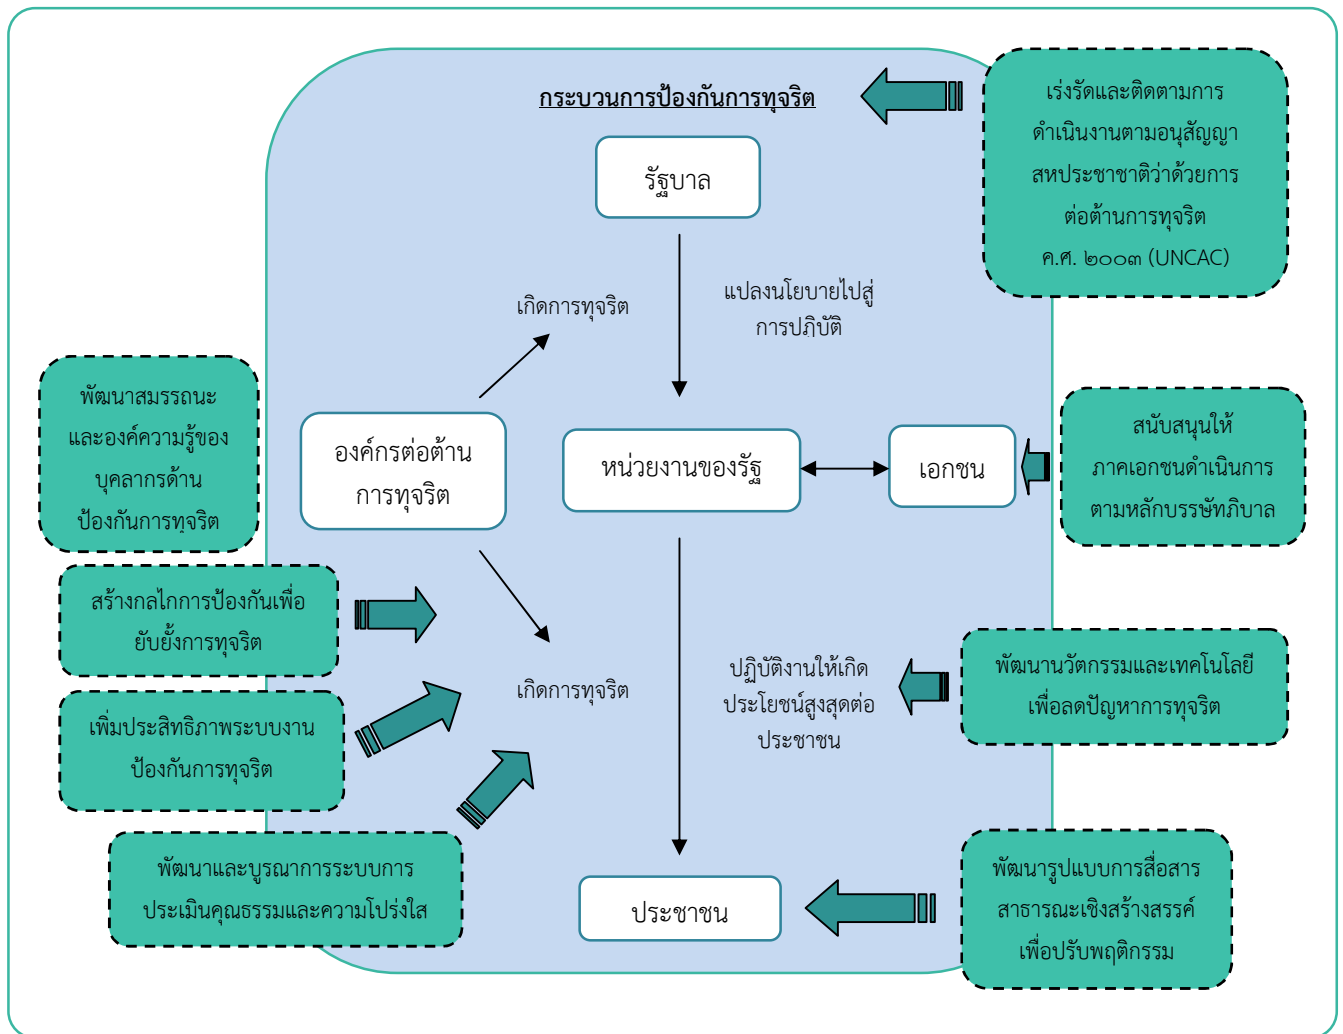 กระบวนการป้องกันการทุจริต
เร่งรัดและติดตามการ
ดำเนินงานตามอนุสัญญา
สหประชาชาติว่าด้วยการ
ต่อต้านการทุจริต
ค.ศ. ๒๐๐๓ (UNCAC)
รัฐบาล
เกิดการทุจริต
แปลงนโยบายไปสู่
การปฏิบัติ
พัฒนาสมรรถนะ
และองค์ความรู้ของ
บุคลากรด้าน
ป้องกันการทุจริต
องค์กรต่อต้าน
การทุจริต
หน่วยงานของรัฐ
เอกชน
สนับสนุนให้
ภาคเอกชนดำเนินการ
ตามหลักบรรษัทภิบาล
สร้างกลไกการป้องกันเพื่อ
ยับยั้งการทุจริต
เกิดการทุจริต
ปฏิบัติงานให้เกิด
ประโยชน์สูงสุดต่อ
ประชาชน
พัฒนานวัตกรรมและเทคโนโลยี
เพื่อลดปัญหาการทุจริต
เพิ่มประสิทธิภาพระบบงาน
ป้องกันการทุจริต
พัฒนาและบูรณาการระบบการ
ประเมินคุณธรรมและความโปร่งใส
ประชาชน
พัฒนารูปแบบการสื่อสาร
สาธารณะเชิงสร้างสรรค์
เพื่อปรับพฤติกรรม